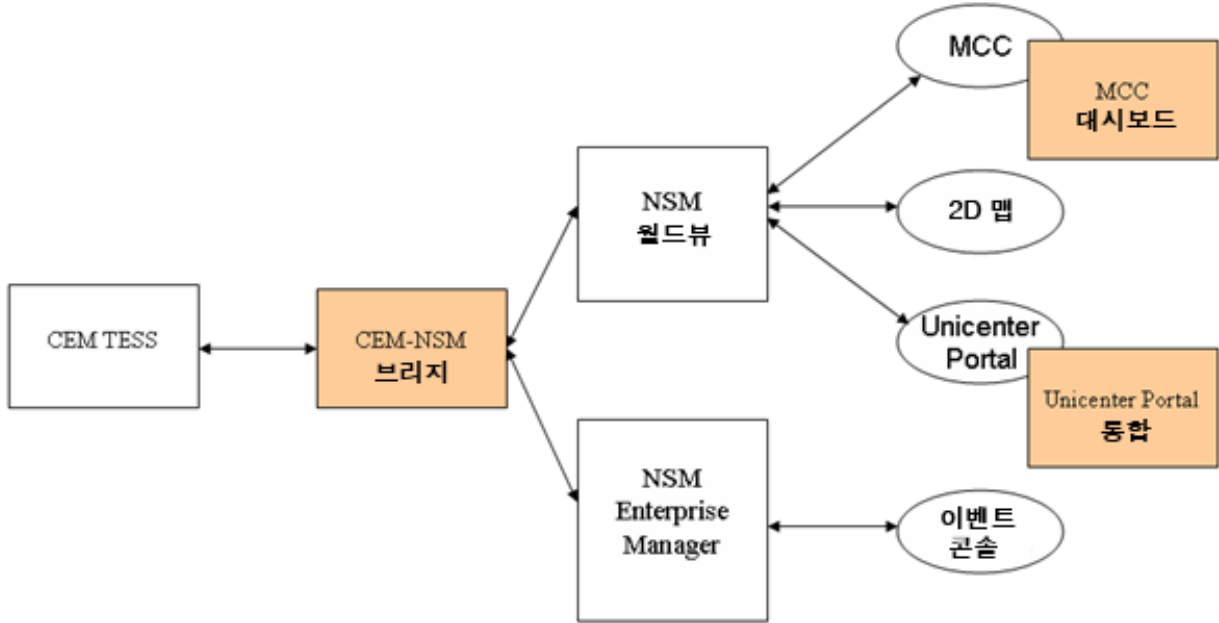 MCC
MCC
대시보드
NSM
월드뷰
2D 맵
CEM TESS
CEM-NSM
브리지
Unicenter
Portal
Unicenter Portal
통합
NSM
Enterprise
Manager
이벤트
콘솔